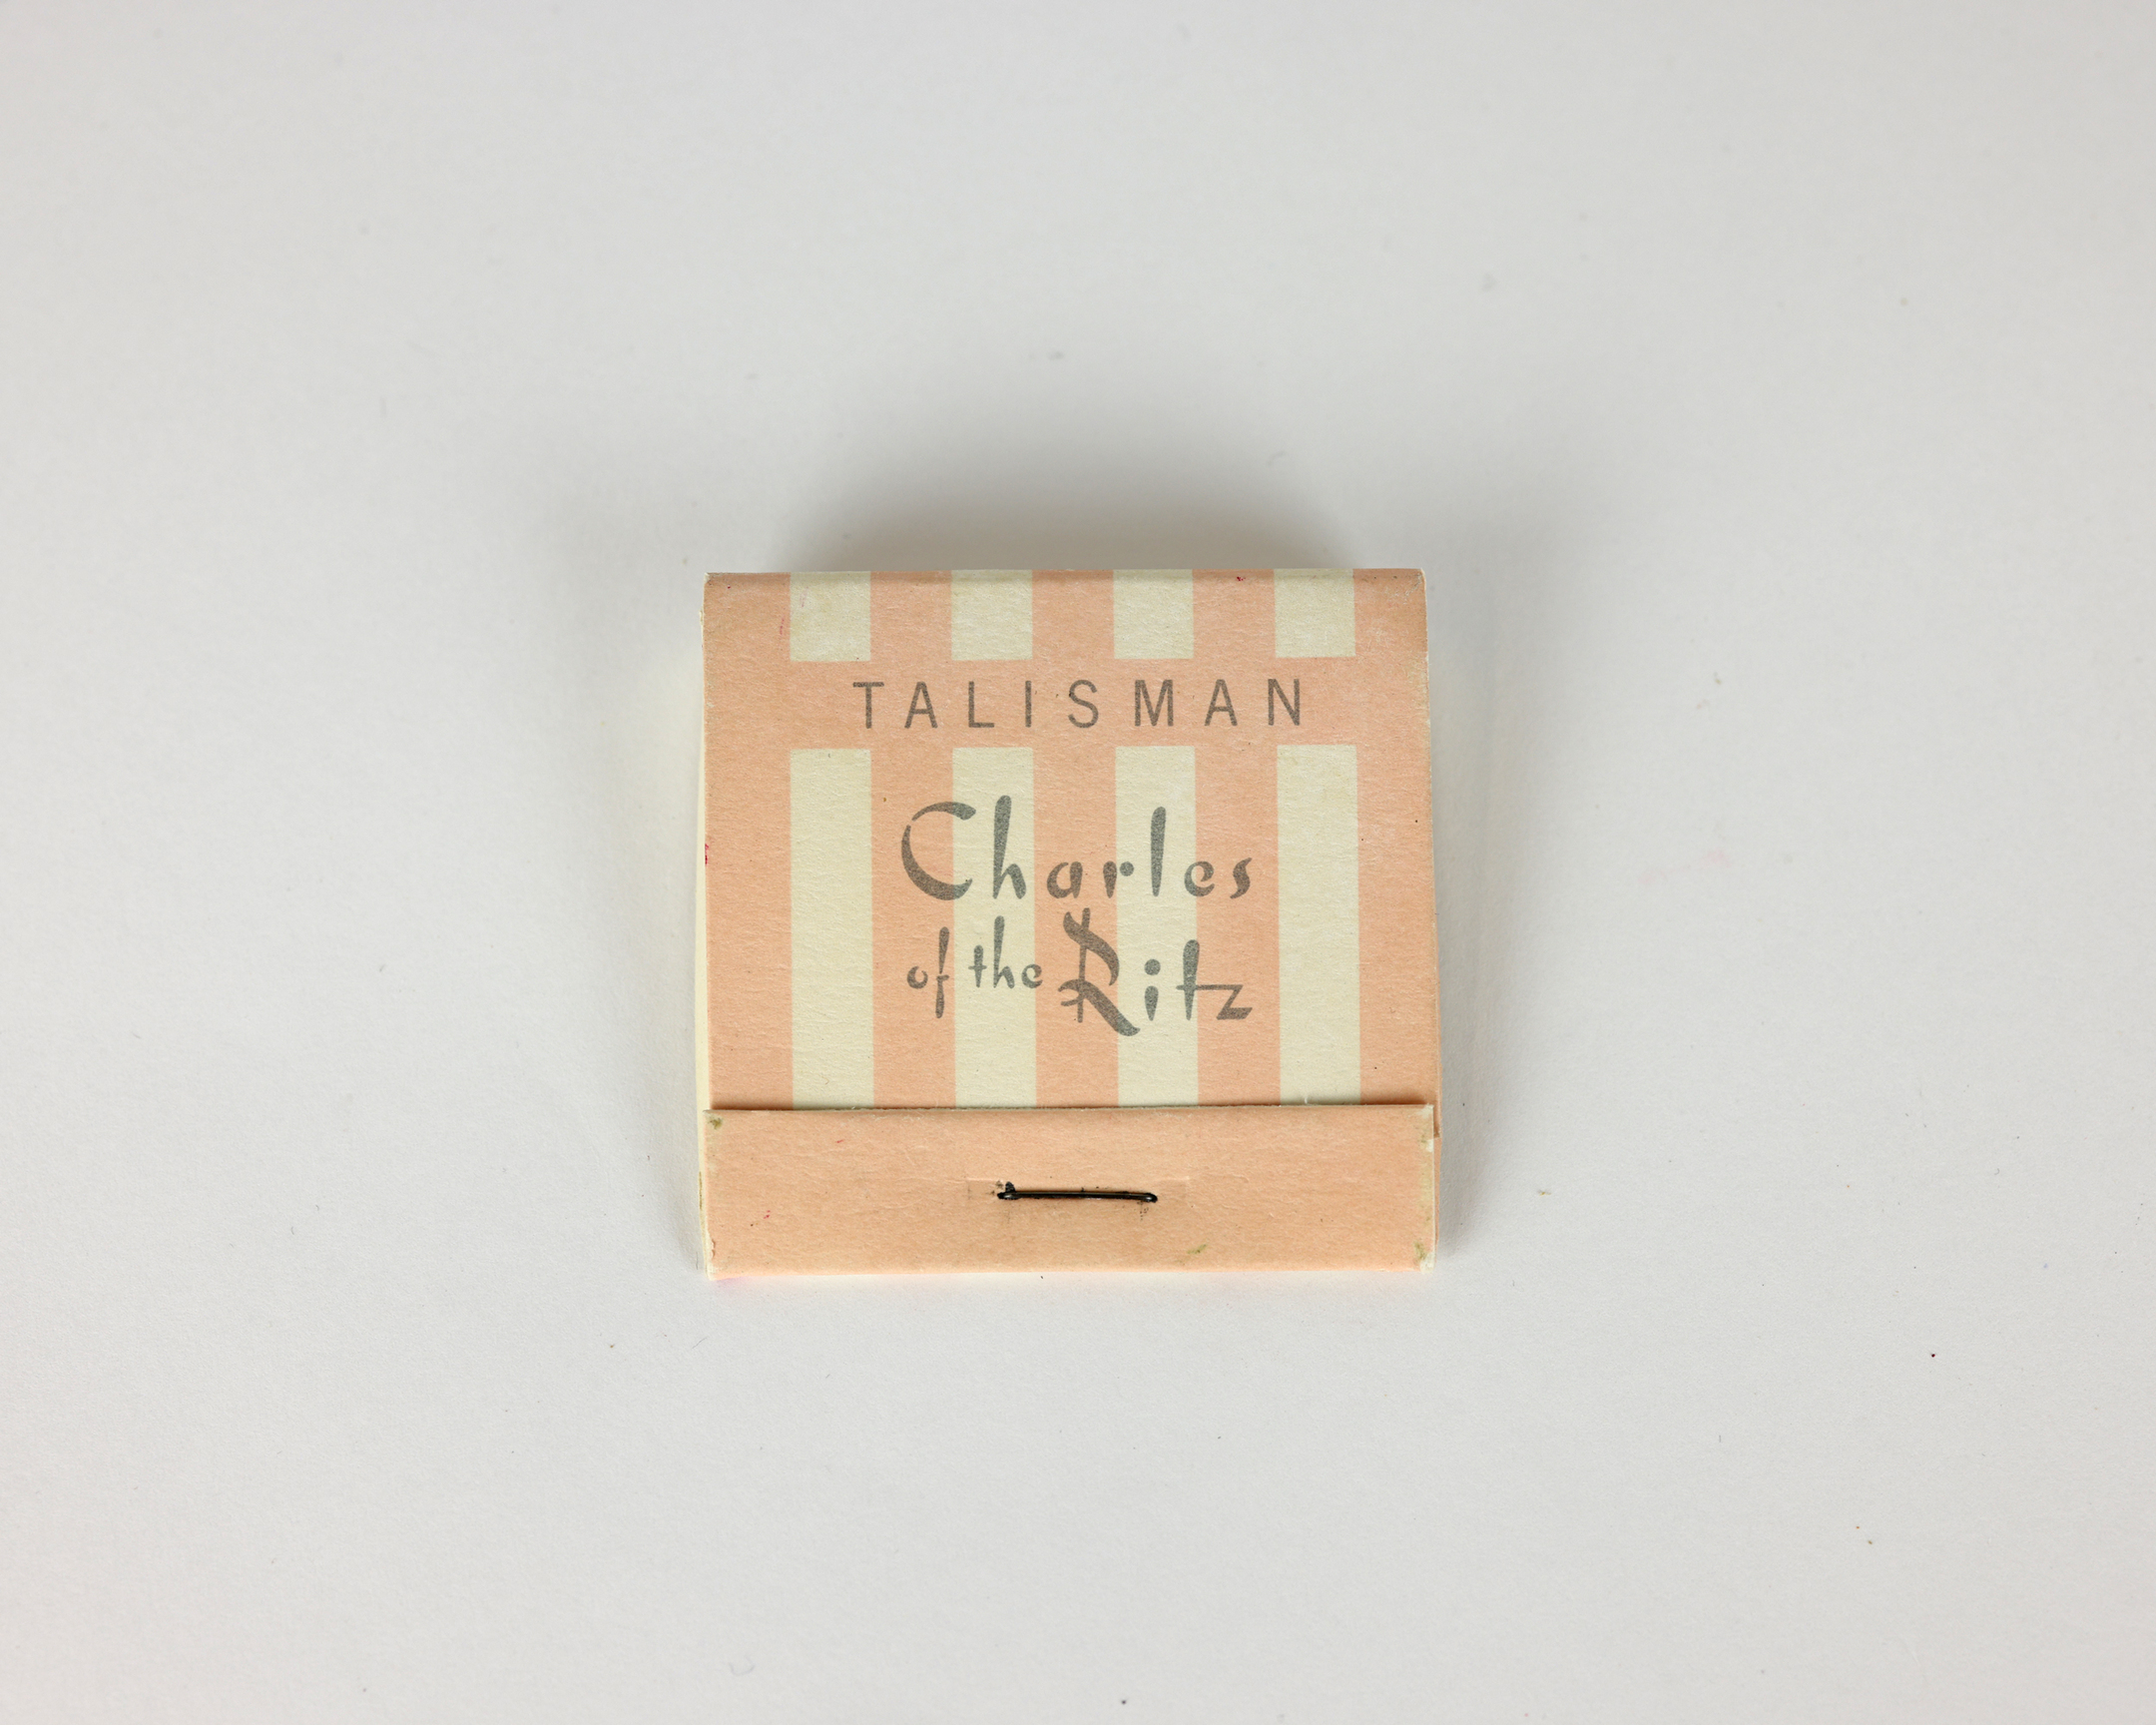 TALISMAN
Charles
of the Ritz